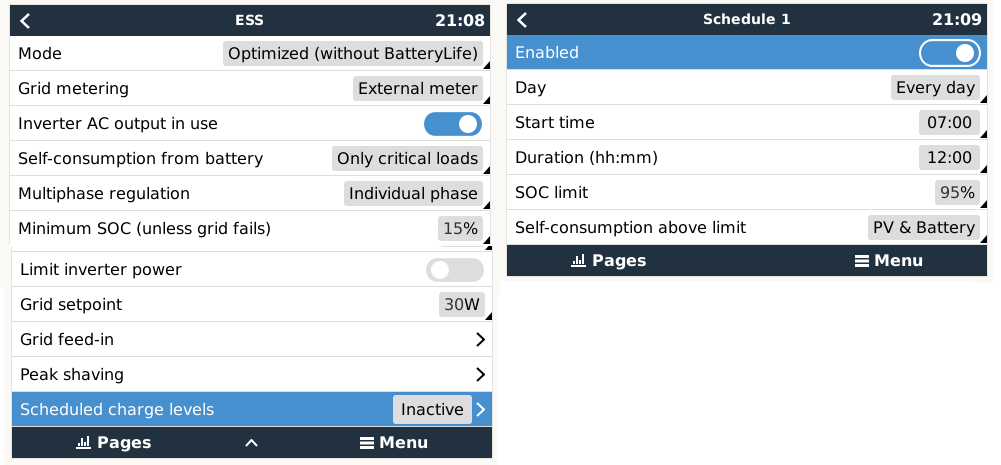 ESS 21:08
Mode Optimized (without BatteryLife)
Grid metering External meter
Inverter AC output in use
Self-consumption from battery Only critical loads
Multiphase regulation Individual phase
Minimum SOC (unless grid fails) 15%
Limit inverter power
Grid setpoint 30W
Grid feed-in
Peak shaving
Scheduled charge levels Inactive
Pages Menu
Schedule 1 21:09
Enabled
Day Every day
Start time 07:00
Duration (hh:mm) 12:00
SOC limit 95%
Self-consumption above limit PV & Battery
Pages Menu